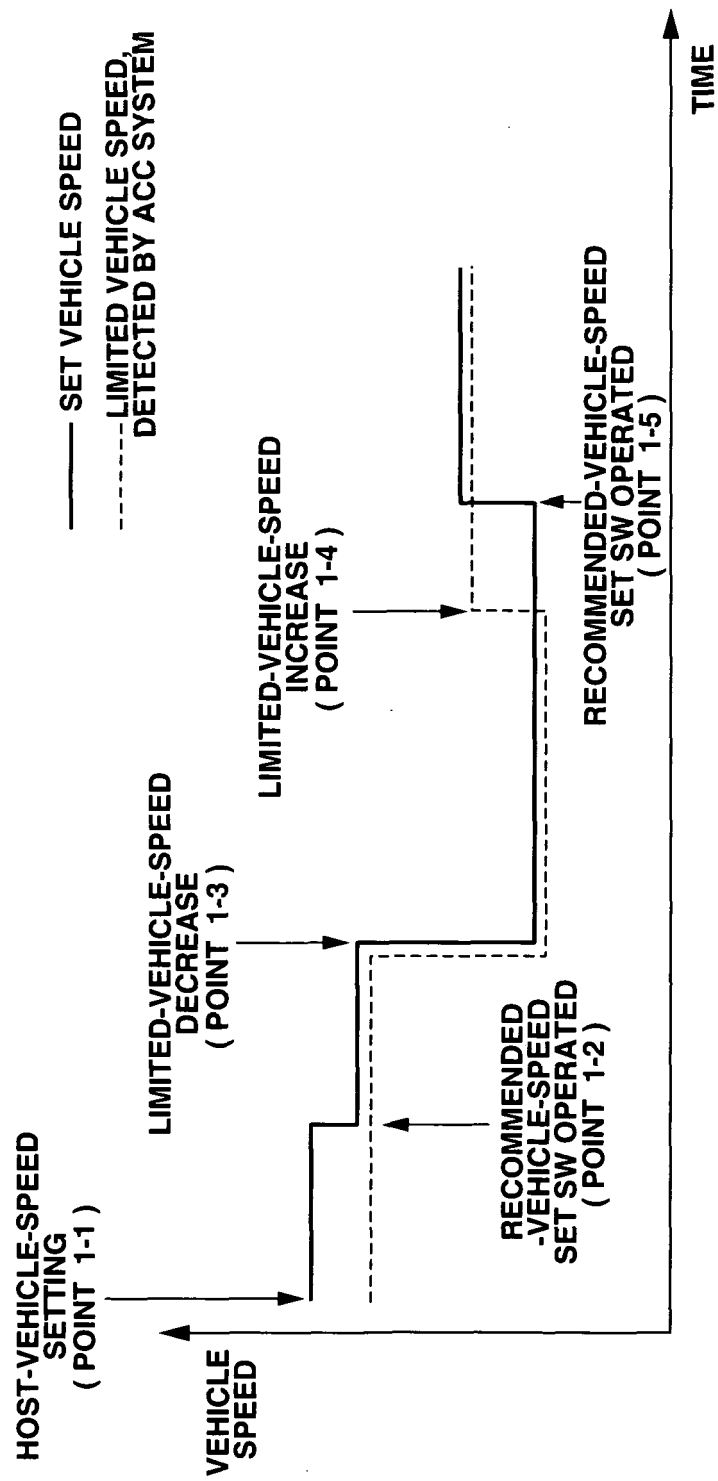 HOST-VEHICLE-SPEED
SETTING
( POINT 1-1 )
SET VEHICLE SPEED
LIMITED VEHICLE SPEED,
DETECTED BY ACC SYSTEM
LIMITED-VEHICLE-SPEED
DECREASE
( POINT 1-3 )
LIMITED-VEHICLE-SPEED
INCREASE
( POINT 1-4 )
VEHICLE
SPEED
RECOMMENDED
-VEHICLE-SPEED
SET SW OPERATED
( POINT 1-2 )
RECOMMENDED-VEHICLE-SPEED
SET SW OPERATED
( POINT 1-5 )
TIME